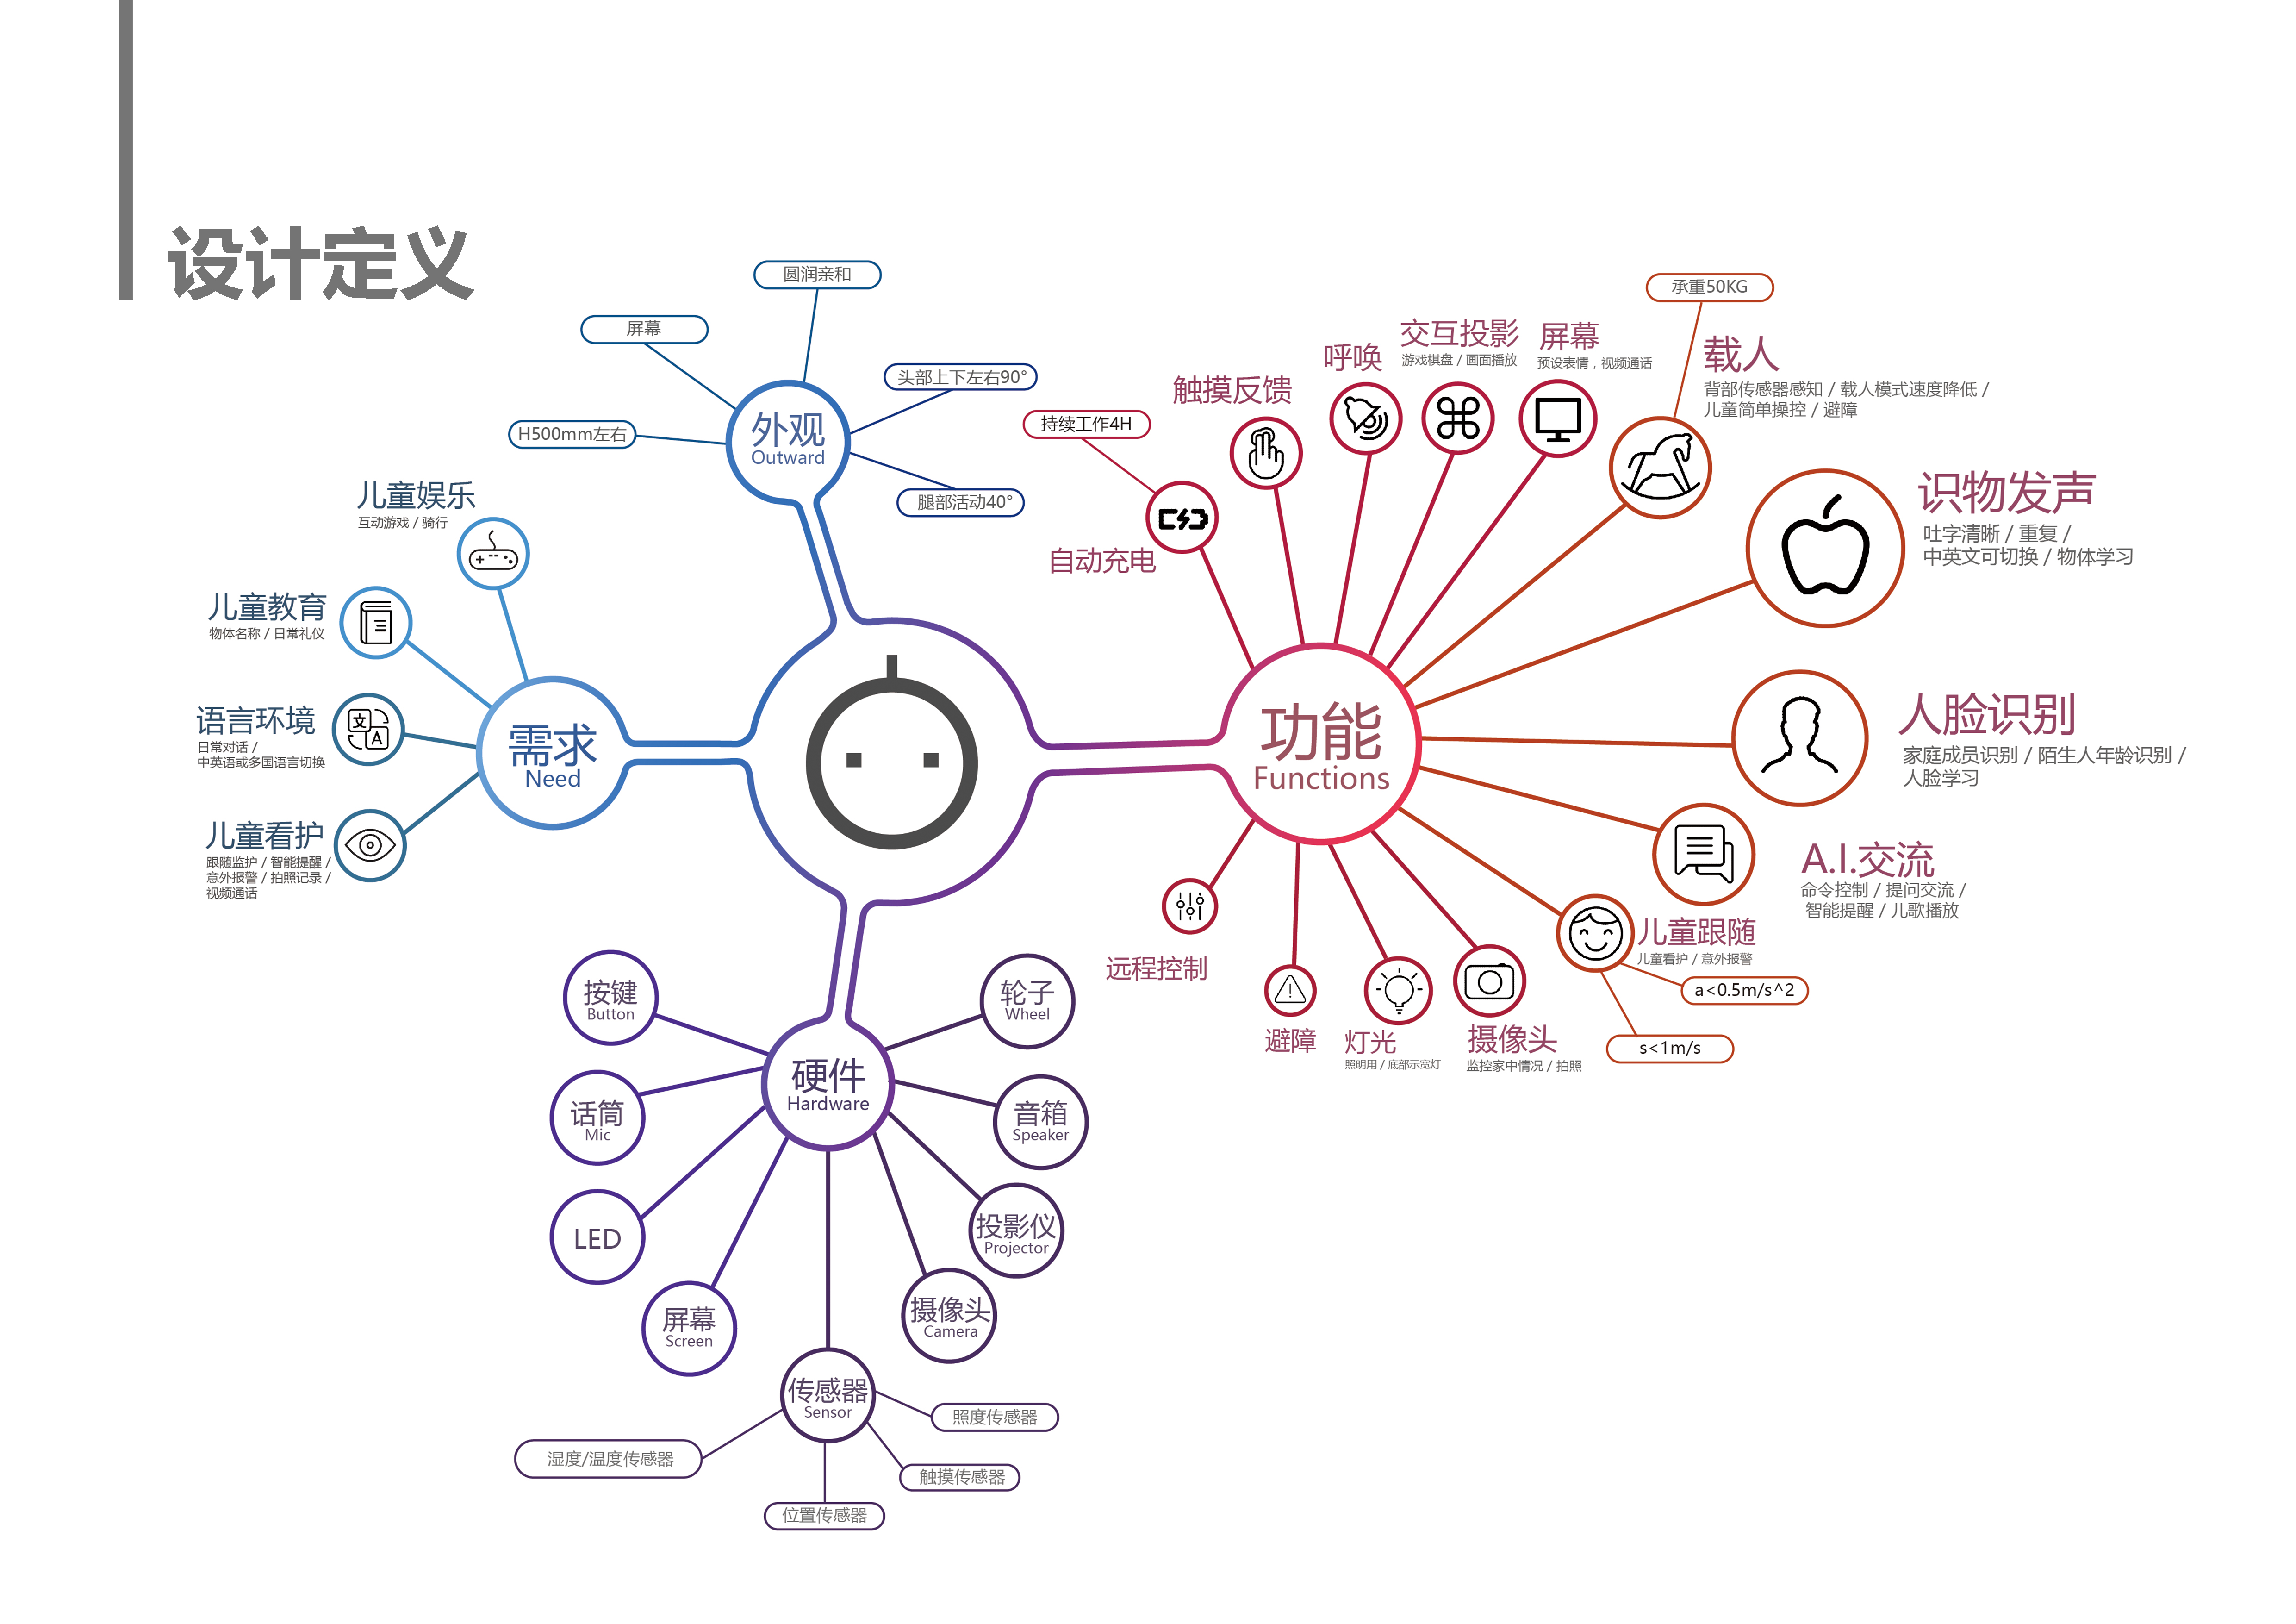 设计定义
圆润亲和
屏幕
头部上下左右90°
H500mm左右
腿部活动40°
外观
Outward
儿童娱乐
互动游戏 / 骑行
儿童教育
物体名称 / 日常礼仪
语言环境
日常对话 /
中英语或多国语言切换
文
A
儿童看护
跟随监护 / 智能提醒 /
意外报警 / 拍照记录 /
视频通话
需求
Need
功能
Functions
持续工作4H
自动充电
触摸反馈
呼唤
交互投影
游戏棋盘 / 画面播放
屏幕
预设表情，视频通话
承重50KG
载人
背部传感器感知 / 载人模式速度降低 /
儿童简单操控 / 避障
识物发声
吐字清晰 / 重复 /
中英文可切换 / 物体学习
人脸识别
家庭成员识别 / 陌生人年龄识别 /
人脸学习
A.I.交流
命令控制 / 提问交流 /
智能提醒 / 儿歌播放
儿童跟随
儿童看护 / 意外报警
a<0.5m/s^2
s<1m/s
摄像头
监控家中情况 / 拍照
灯光
照明用 / 底部示宽灯
避障
远程控制
硬件
Hardware
按键
Button
话筒
Mic
LED
屏幕
Screen
传感器
Sensor
摄像头
Camera
投影仪
Projector
音箱
Speaker
轮子
Wheel
照度传感器
触摸传感器
位置传感器
湿度/温度传感器